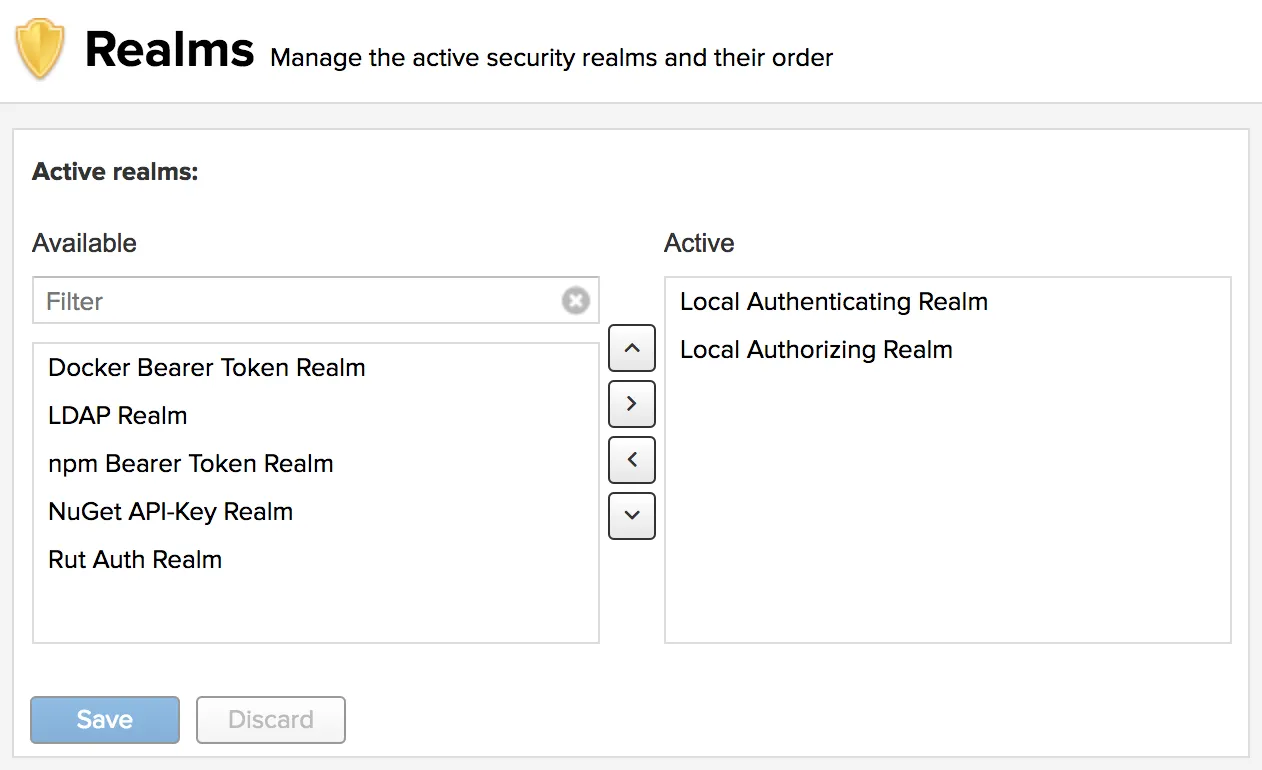 Realms Manage the active security realms and their order
Active realms:
Available
Filter
Docker Bearer Token Realm
LDAP Realm
npm Bearer Token Realm
NuGet API-Key Realm
Rut Auth Realm
Active
Local Authenticating Realm
Local Authorizing Realm
Save
Discard